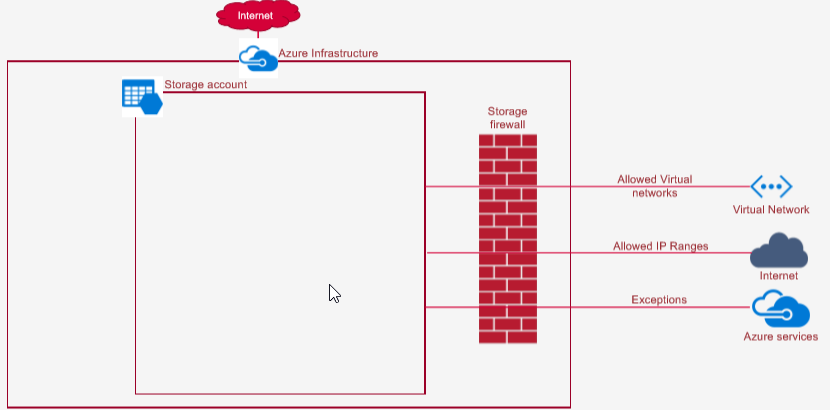 Internet
Azure Infrastructure
Storage account
Storage
firewall
Allowed Virtual
networks
Virtual Network
Allowed IP Ranges
Internet
Exceptions
Azure services